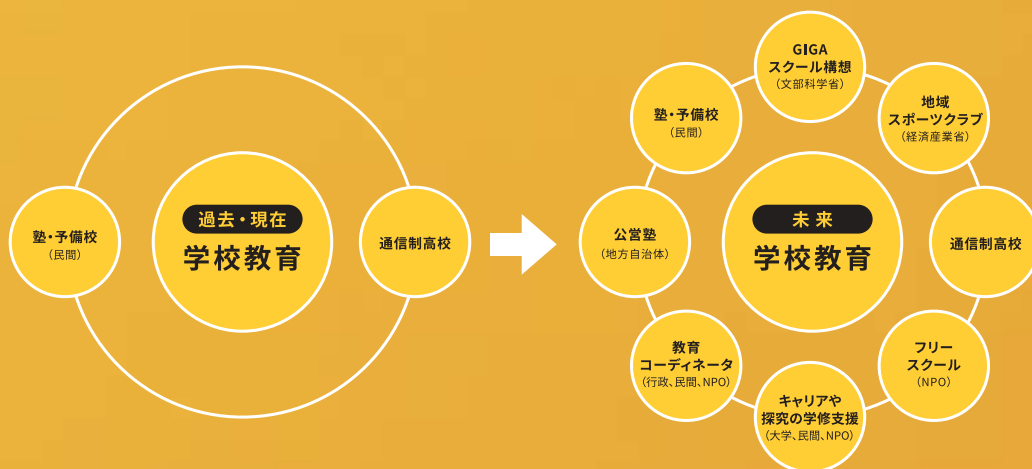 過去・現在
学校教育
塾・予備校
（民間）
通信制高校
未来
学校教育
GIGA
スクール構想
（文部科学省）
地域
スポーツクラブ
（経済産業省）
通信制高校
フリー
スクール
（NPO）
キャリアや
探究の学修支援
（大学、民間、NPO）
教育
コーディネータ
（行政、民間、NPO）
公営塾
（地方自治体）
塾・予備校
（民間）